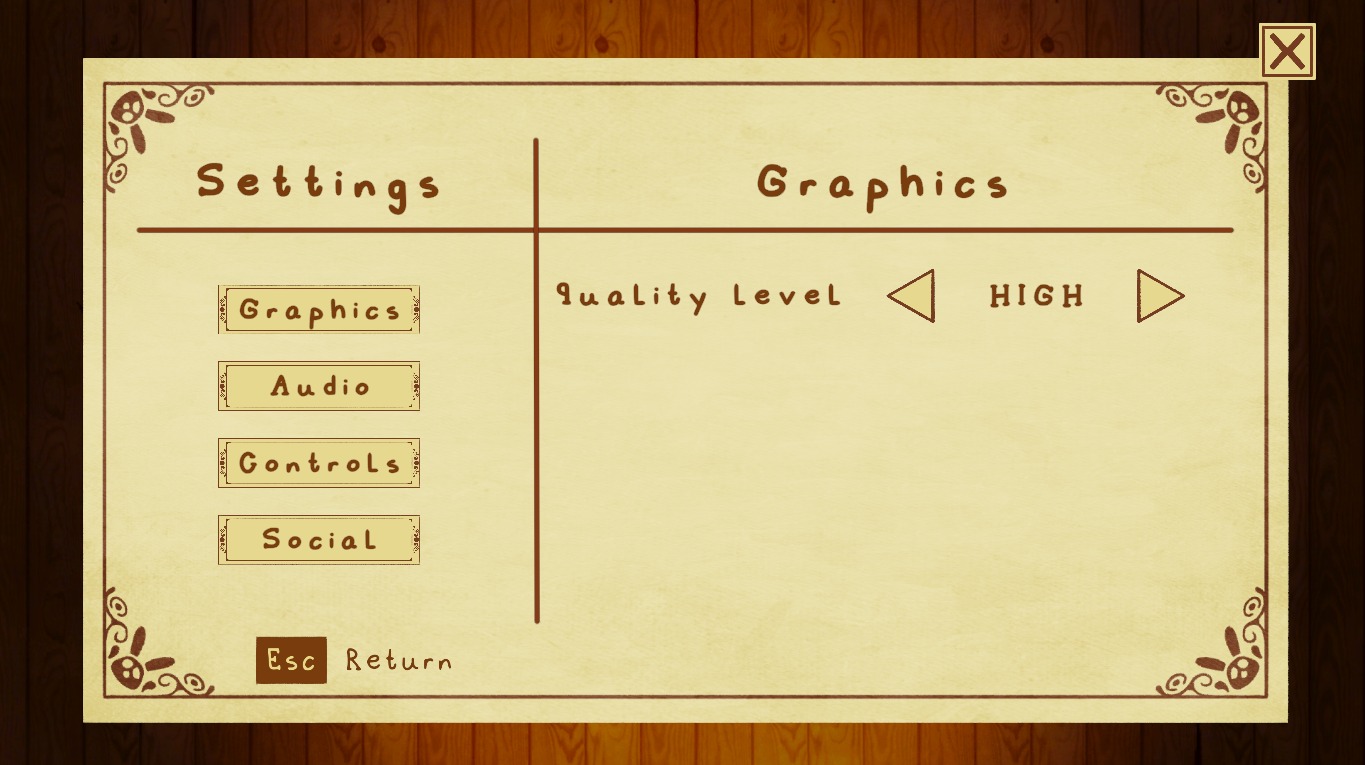 Settings
Graphics
Audio
Controls
Social
Esc Return
Graphics
Quality Level HIGH